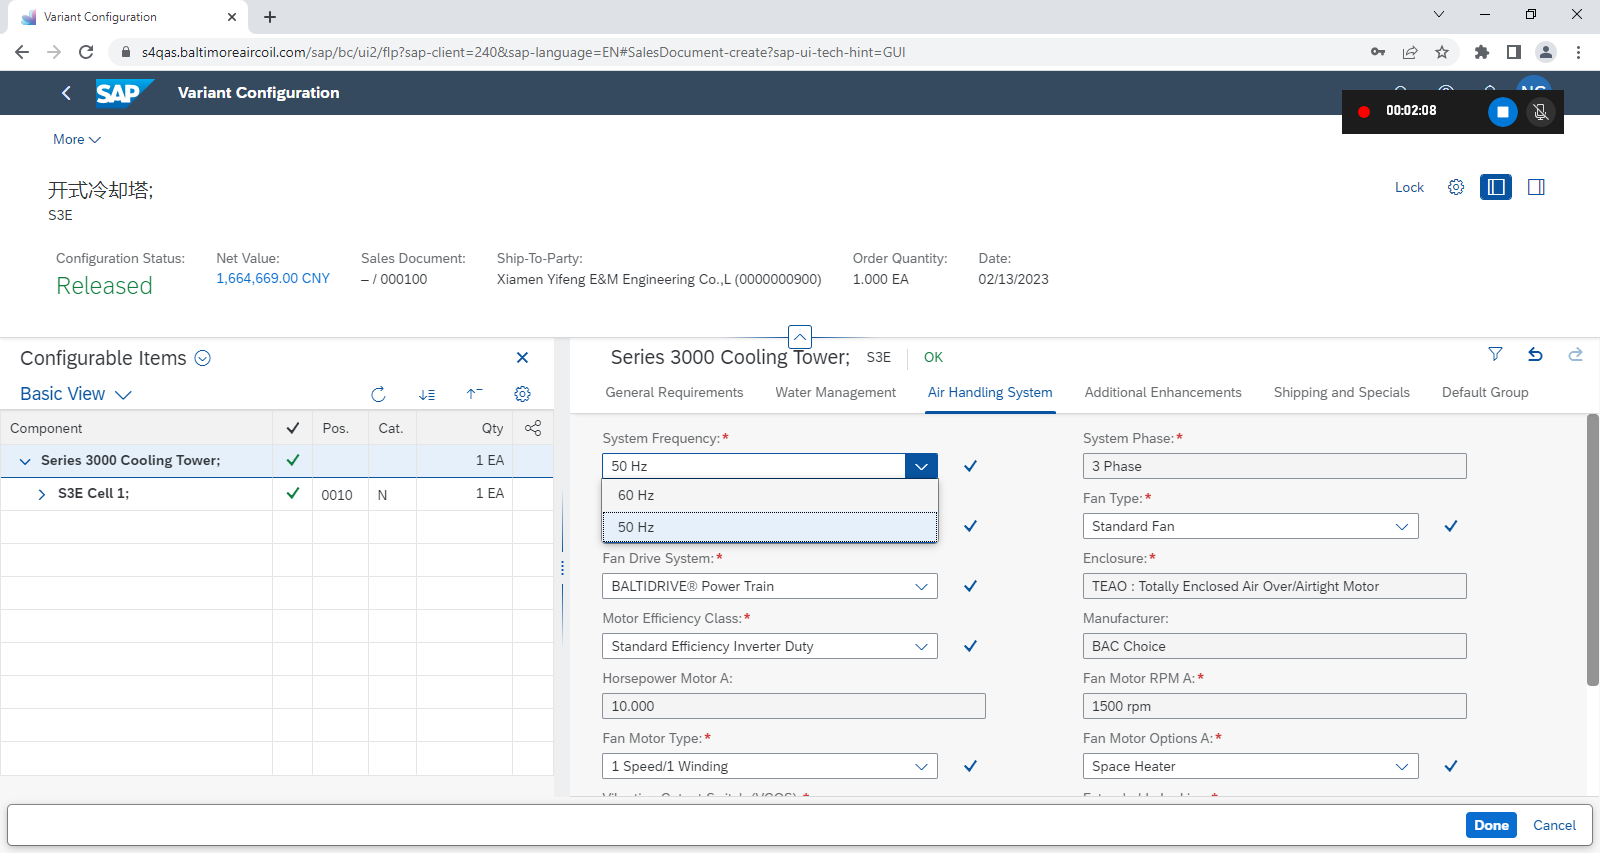 Variant Configuration
s4qas.baltimoreaircoil.com/sap/bc/ui2/flp?sap-client=240&sap-language=EN#SalesDocument-create?sap-ui-tech-hint=GUI
SAP
Variant Configuration
00:02:08
More
开式冷却塔;
S3E
Lock
Configuration Status:
Released
Net Value:
1,664,669.00 CNY
Sales Document:
– / 000100
Ship-To-Party:
Xiamen Yifeng E&M Engineering Co.,L (0000000900)
Order Quantity:
1.000 EA
Date:
02/13/2023
Configurable Items
Basic View
Component Pos. Cat. Qty
Series 3000 Cooling Tower; 1 EA
S3E Cell 1; 0010 N 1 EA
Series 3000 Cooling Tower; S3E OK
General Requirements Water Management Air Handling System Additional Enhancements Shipping and Specials Default Group
System Frequency:*
50 Hz
60 Hz
50 Hz
System Phase:*
3 Phase
Fan Type:*
Standard Fan
Fan Drive System:*
BALTIDRIVE® Power Train
Enclosure:*
TEAO : Totally Enclosed Air Over/Airtight Motor
Motor Efficiency Class:*
Standard Efficiency Inverter Duty
Manufacturer:
BAC Choice
Horsepower Motor A:
10.000
Fan Motor RPM A:*
1500 rpm
Fan Motor Type:*
1 Speed/1 Winding
Fan Motor Options A:*
Space Heater
Done Cancel